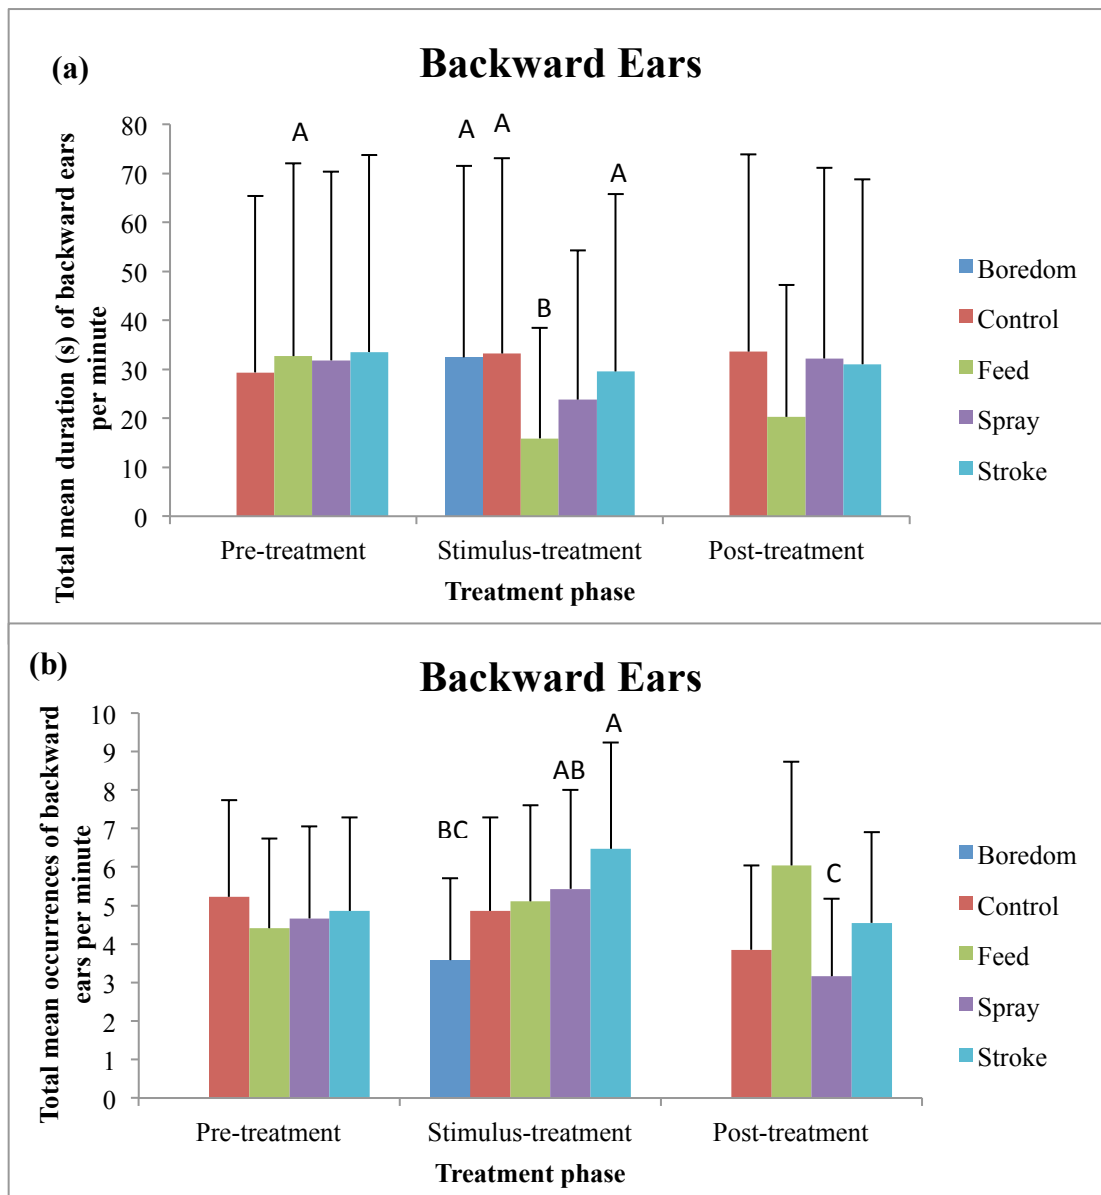 (a)
Backward Ears
Total mean duration (s) of backward ears
per minute
80
70
60
50
40
30
20
10
0
A
A
A
B
A
Pre-treatment
Stimulus-treatment
Post-treatment
Treatment phase
Boredom
Control
Feed
Spray
Stroke
(b)
Backward Ears
Total mean occurrences of backward
ears per minute
10
9
8
7
6
5
4
3
2
1
0
BC
AB
A
C
Pre-treatment
Stimulus-treatment
Post-treatment
Treatment phase
Boredom
Control
Feed
Spray
Stroke